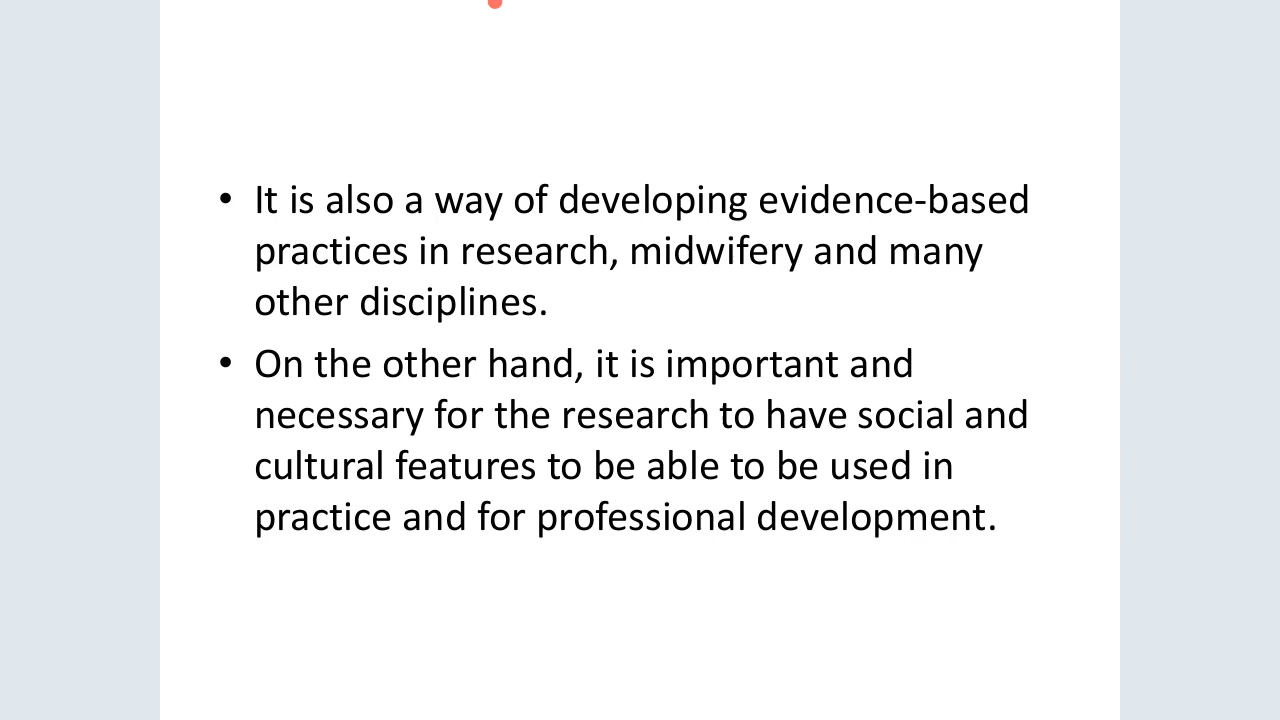 • It is also a way of developing evidence-based
practices in research, midwifery and many
other disciplines.
• On the other hand, it is important and
necessary for the research to have social and
cultural features to be able to be used in
practice and for professional development.